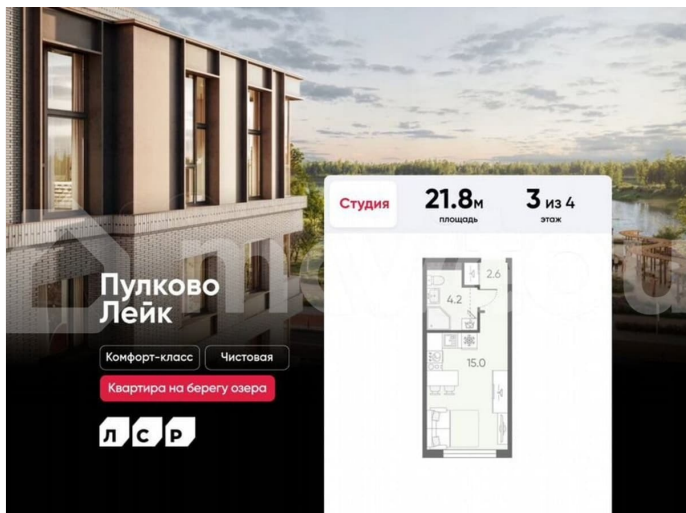 Студия
21.8м
площадь
3 из 4
этаж
Пулково
Лейк
Комфорт-класс
Чистовая
Квартира на берегу озера
ЛСР
2.6
4.2
15.0